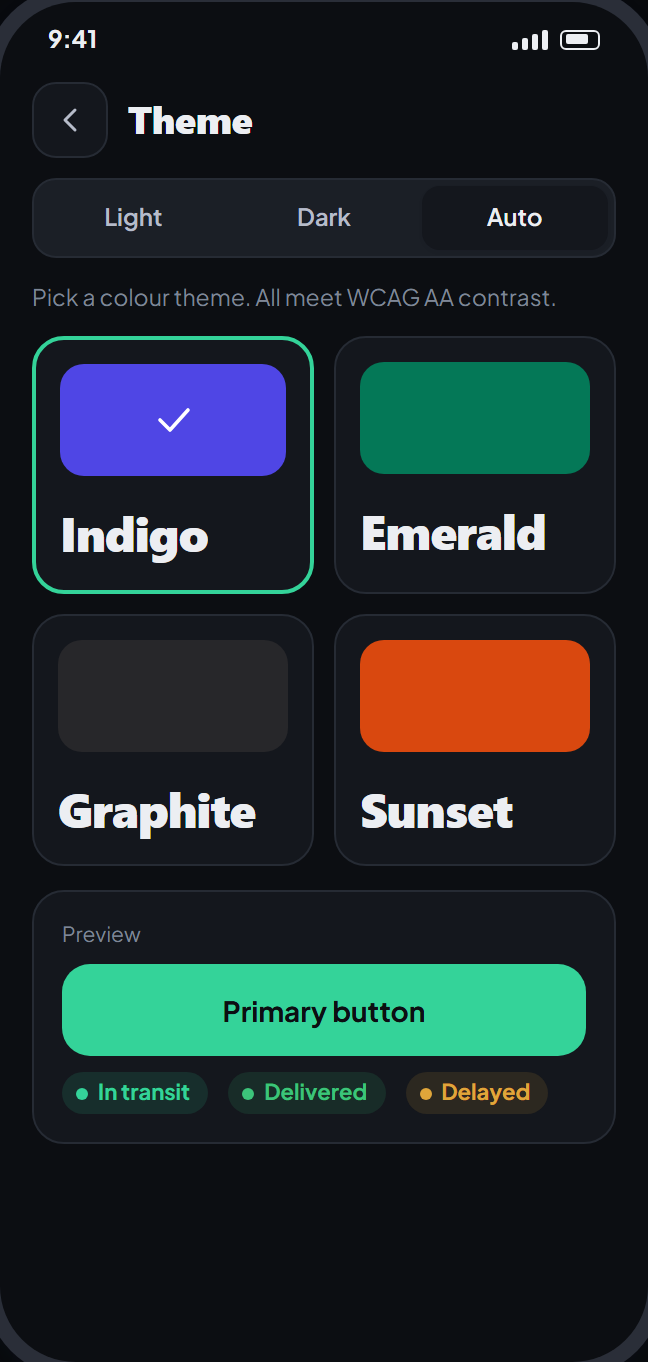 9:41
Theme
Light Dark Auto
Pick a colour theme. All meet WCAG AA contrast.
Indigo Emerald
Graphite Sunset
Preview
Primary button
In transit Delivered Delayed